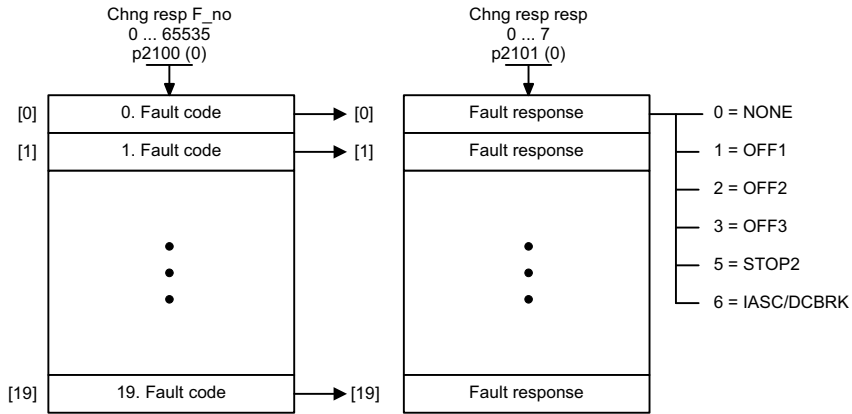 Chng resp F_no
0 ... 65535
p2100 (0)
Chng resp resp
0 ... 7
p2101 (0)
[0] 0. Fault code [0] Fault response 0 = NONE
[1] 1. Fault code [1] Fault response 1 = OFF1
2 = OFF2
3 = OFF3
5 = STOP2
6 = IASC/DCBRK
[19] 19. Fault code [19] Fault response